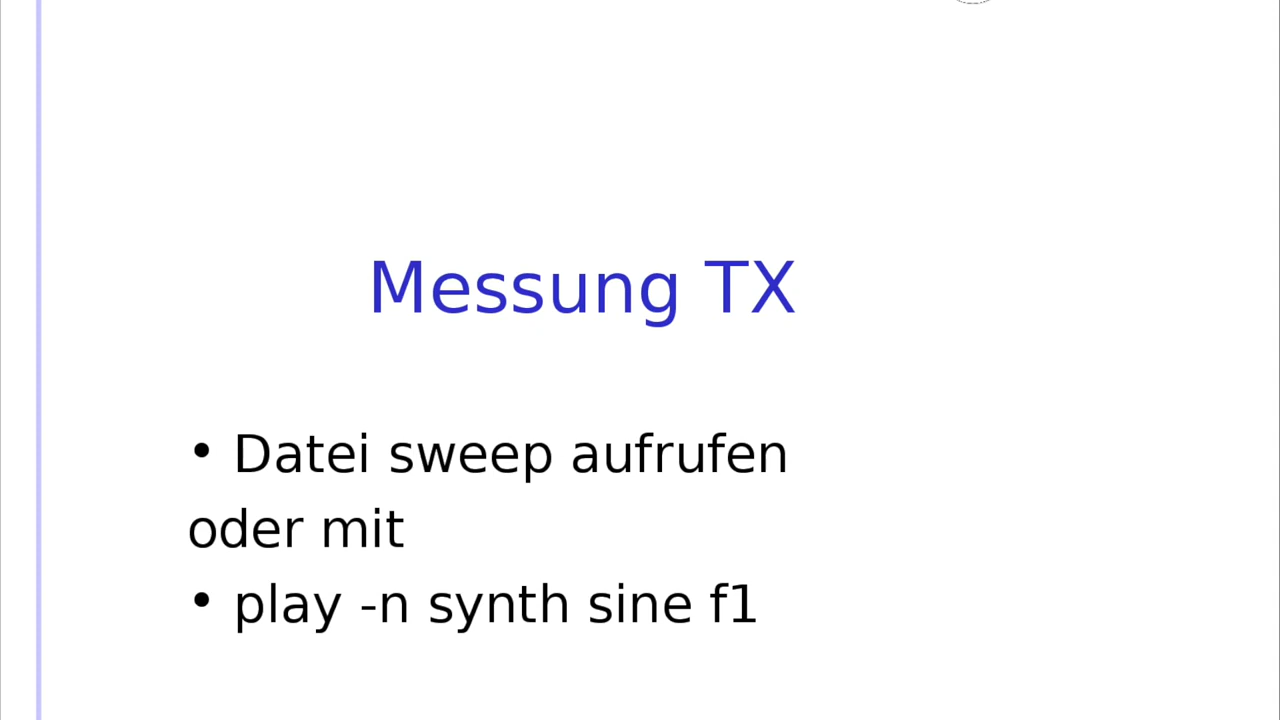 Messung TX
• Datei sweep aufrufen
oder mit
• play -n synth sine f1